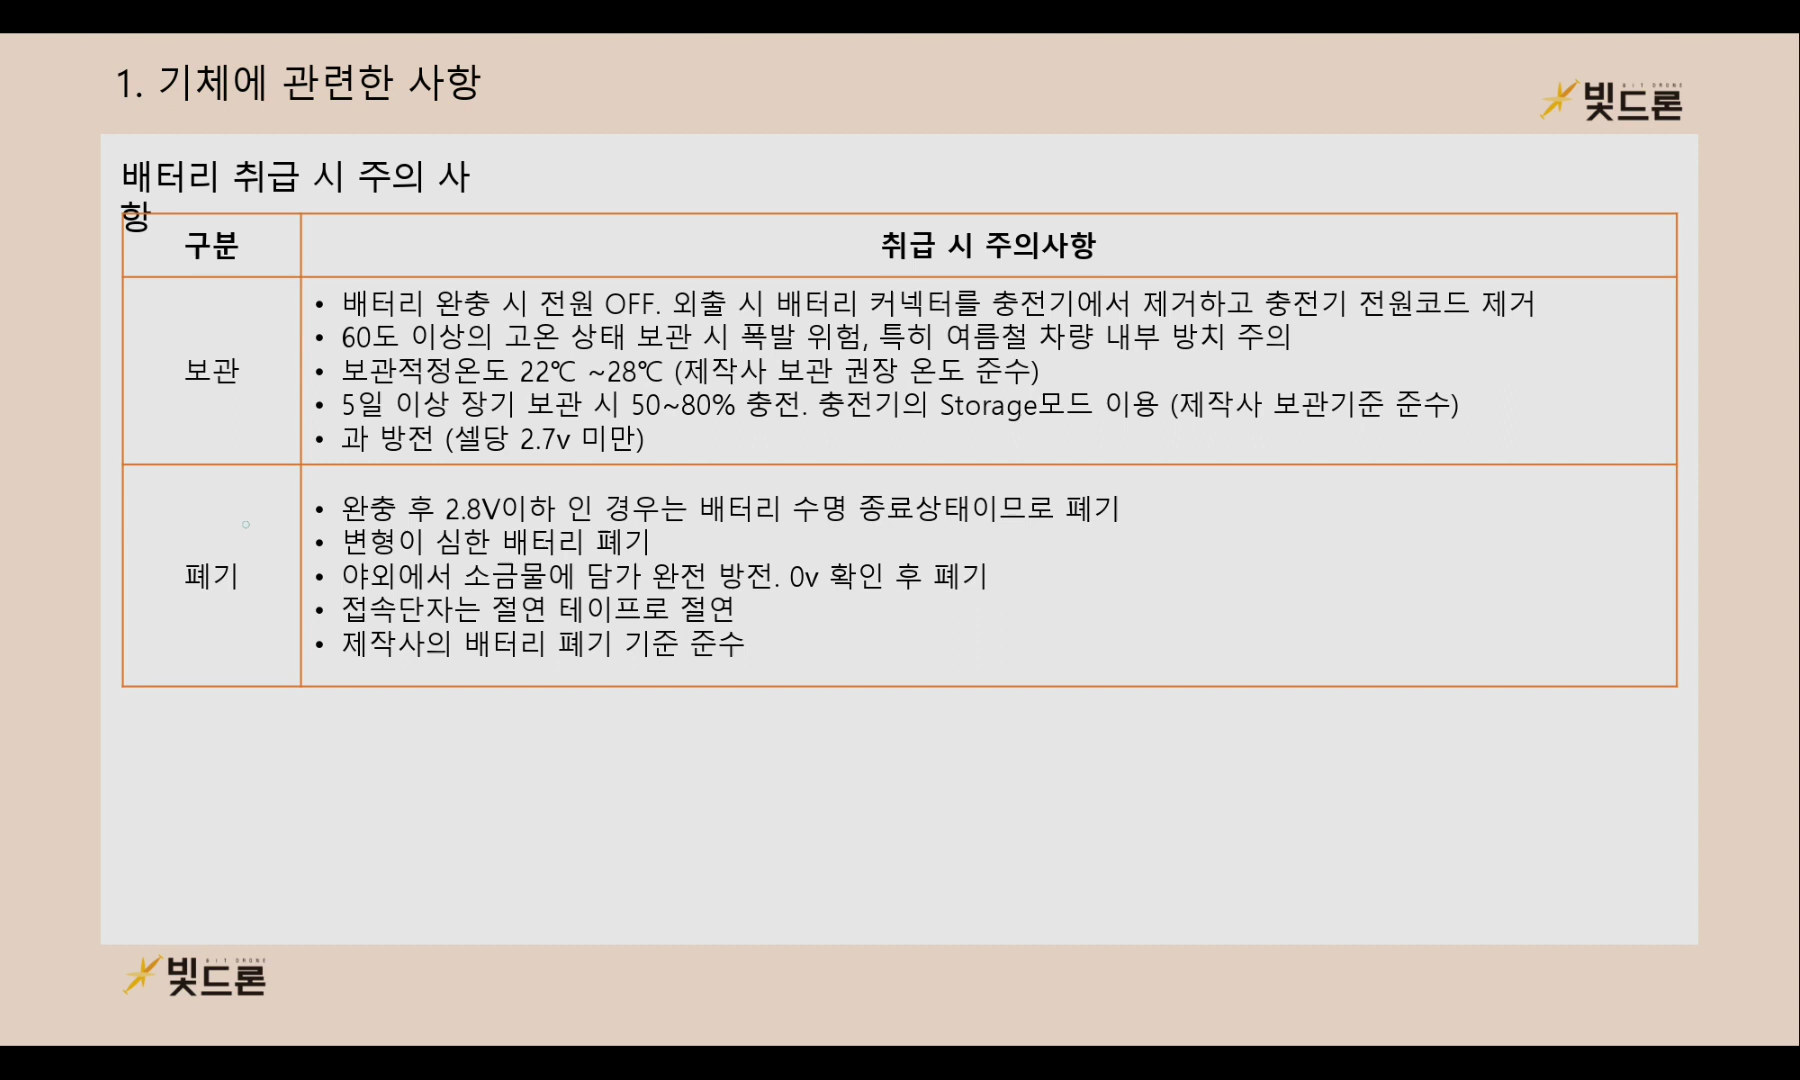 1. 기체에 관련한 사항
BIT DRONE
빛드론
배터리 취급 시 주의 사
항
구분
취급 시 주의사항
보관
• 배터리 완충 시 전원 OFF. 외출 시 배터리 커넥터를 충전기에서 제거하고 충전기 전원코드 제거
• 60도 이상의 고온 상태 보관 시 폭발 위험, 특히 여름철 차량 내부 방치 주의
• 보관적정온도 22℃ ~28℃ (제작사 보관 권장 온도 준수)
• 5일 이상 장기 보관 시 50~80% 충전. 충전기의 Storage모드 이용 (제작사 보관기준 준수)
• 과 방전 (셀당 2.7v 미만)
폐기
• 완충 후 2.8V이하 인 경우는 배터리 수명 종료상태이므로 폐기
• 변형이 심한 배터리 폐기
• 야외에서 소금물에 담가 완전 방전. 0v 확인 후 폐기
• 접속단자는 절연 테이프로 절연
• 제작사의 배터리 폐기 기준 준수
BIT DRONE
빛드론